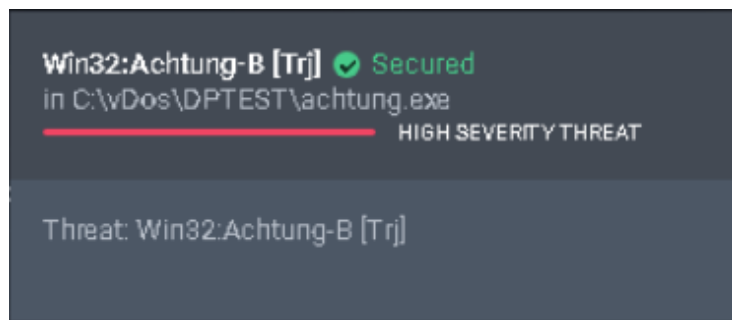 Win32:Achtung-B [Trj] Secured
in C:\vDos\DPTEST\achtung.exe
HIGH SEVERITY THREAT
Threat: Win32:Achtung-B [Trj]